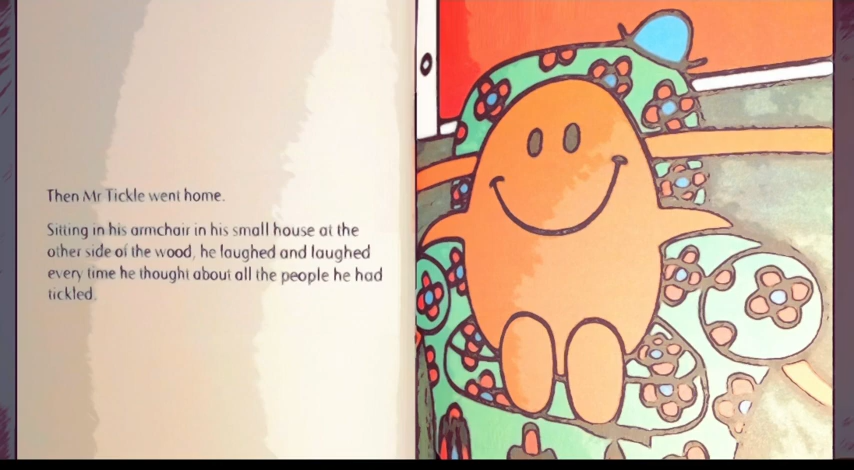 Then Mr Tickle went home.
Sitting in his armchair in his small house at the
other side of the wood, he laughed and laughed
every time he thought about all the people he had
tickled.